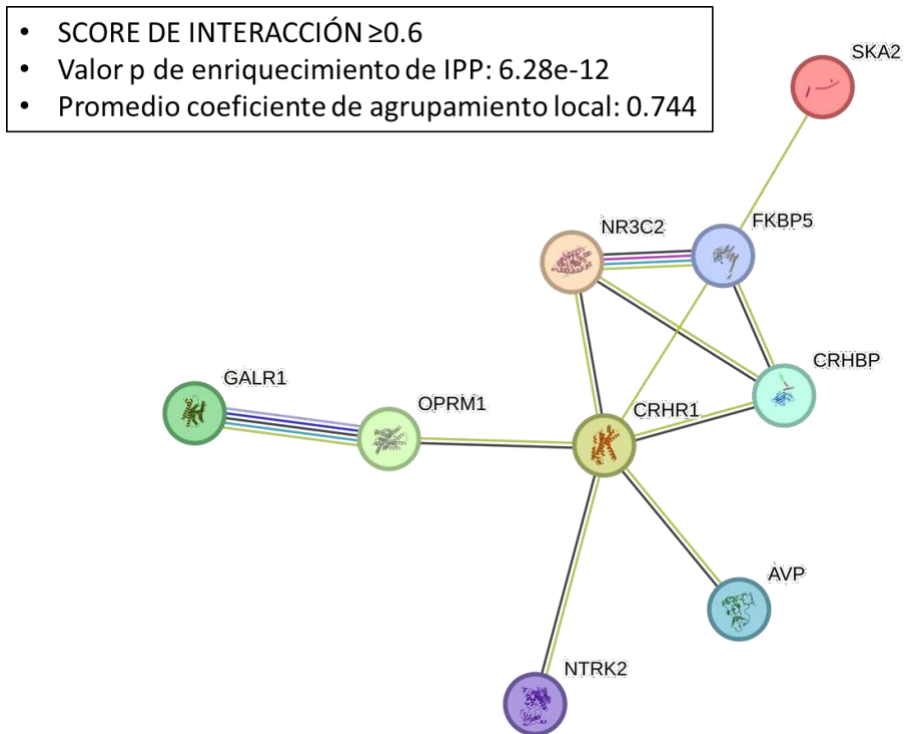 • SCORE DE INTERACCIÓN ≥0.6
• Valor p de enriquecimiento de IPP: 6.28e-12
• Promedio coeficiente de agrupamiento local: 0.744
SKA2
NR3C2
FKBP5
CRHBP
GALR1
OPRM1
CRHR1
AVP
NTRK2